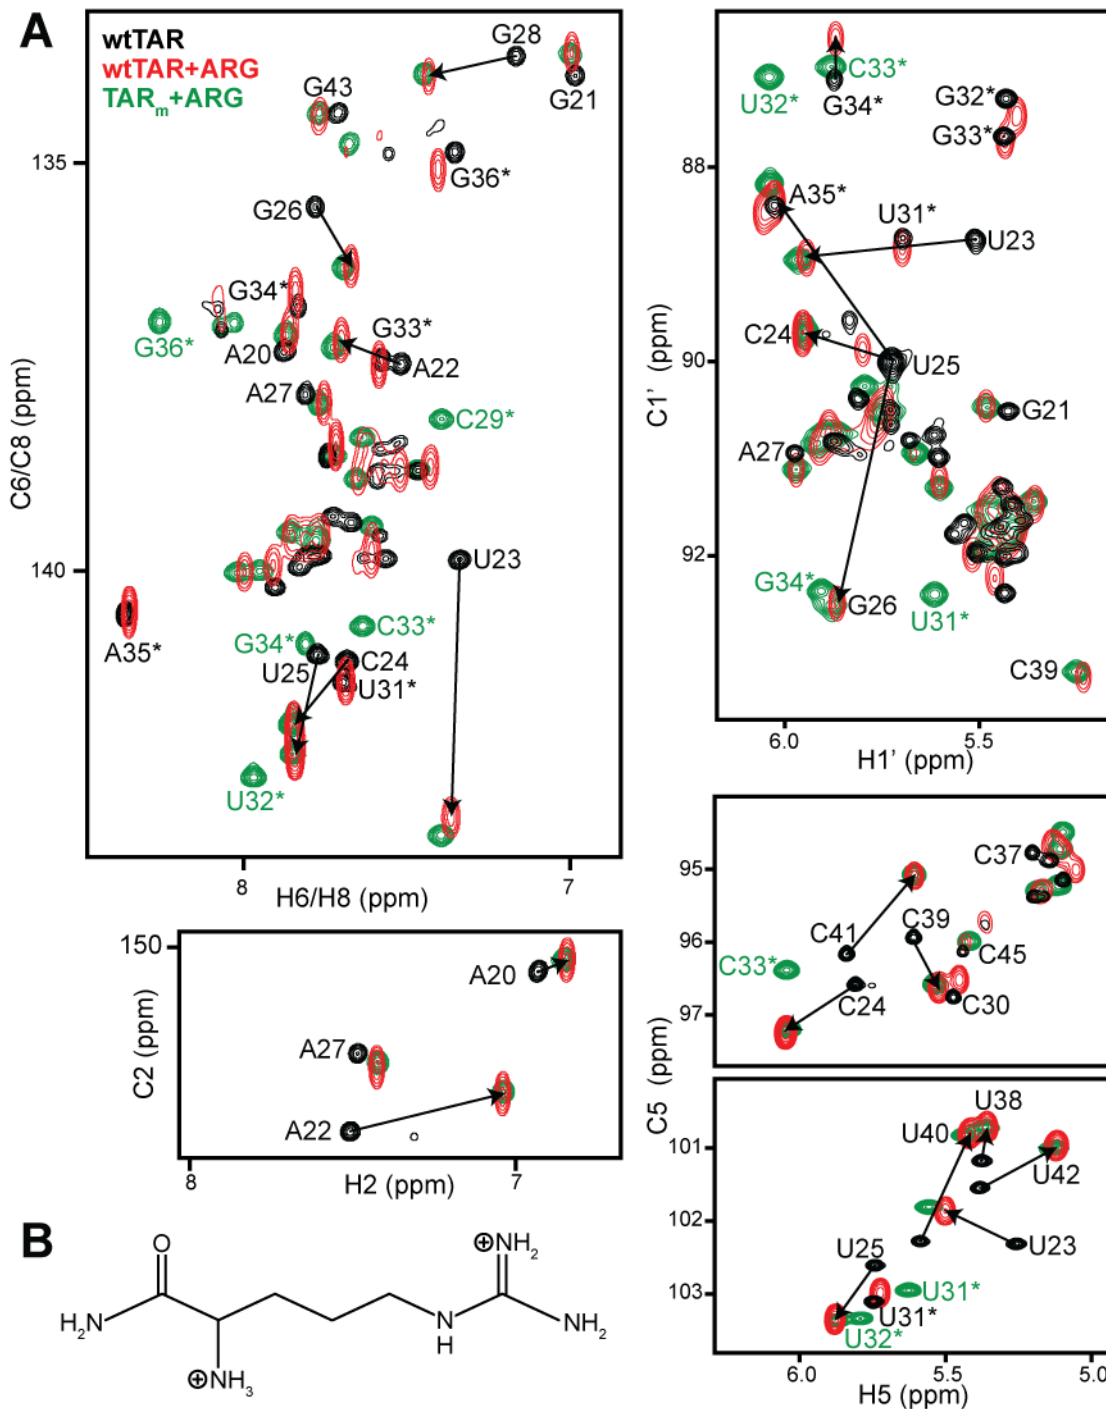 A
wtTAR
wtTAR+ARG
TARm+ARG
G28
G21
G43
G36*
G26
G34*
G33*
G36*
A20
A22
A27
C29*
U23
A35*
G34*
C33*
U25
C24
U31*
U32*
135
140
C6/C8 (ppm)
8
7
H6/H8 (ppm)
C33*
U32*
G34*
G32*
G33*
A35*
U31*
U23
C24
U25
G21
A27
G34*
G26
U31*
C39
88
90
92
C1' (ppm)
6.0
5.5
H1' (ppm)
150
A20
A27
A22
C2 (ppm)
8
7
H2 (ppm)
C37
C41
C39
C33*
C45
C24
C30
95
96
97
U38
U40
U42
U25
U23
U31*
U31*
U32*
101
102
103
C5 (ppm)
6.0
5.5
5.0
H5 (ppm)
B
O
⊕NH2
H2N
N
H
NH2
⊕NH3